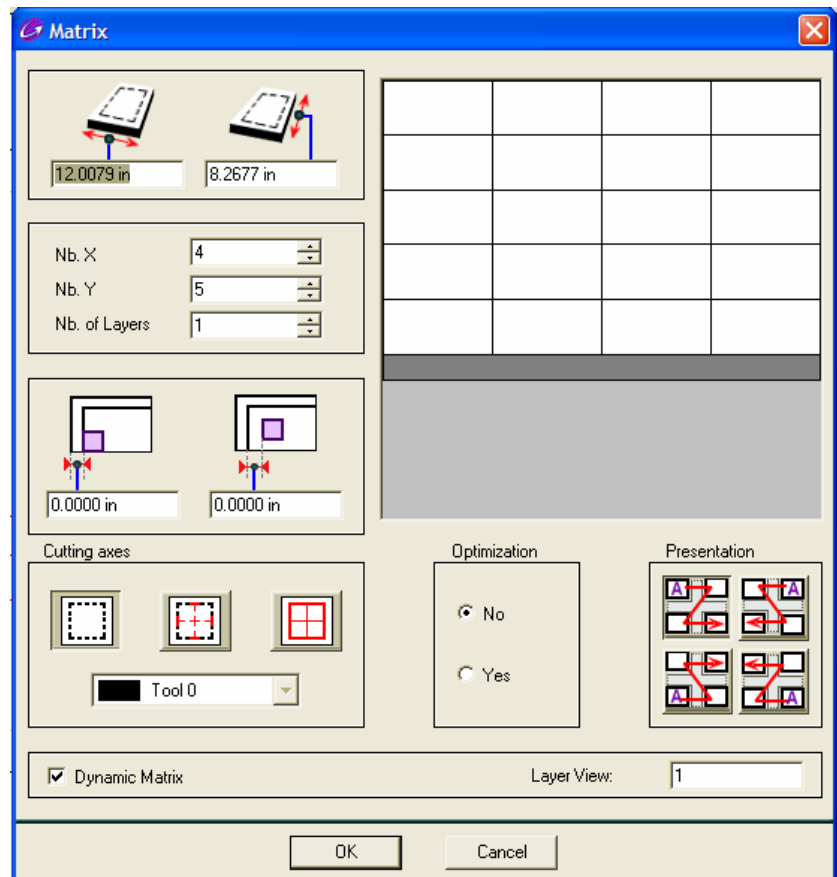 Matrix
12.0079 in
8.2677 in
Nb. X
4
Nb. Y
5
Nb. of Layers
1
0.0000 in
0.0000 in
Cutting axes
Tool 0
Optimization
No
Yes
Presentation
A A
A A
Dynamic Matrix
Layer View:
1
OK
Cancel